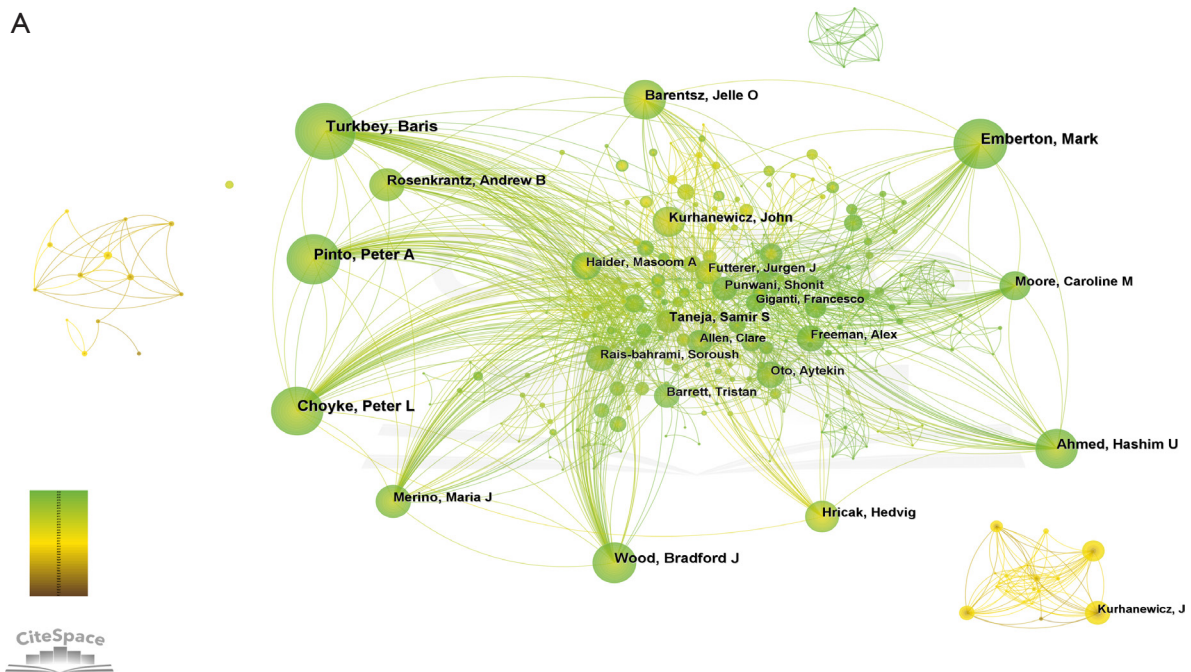 A
Barentsz, Jelle O
Turkbey, Baris
Emberton, Mark
Rosenkrantz, Andrew B
Kurhanewicz, John
Pinto, Peter A
Haider, Masoom A
Futterer, Jurgen J
Punwani, Shonit
Moore, Caroline M
Giganti, Francesco
Taneja, Samir S
Freeman, Alex
Allen, Clare
Rais-bahrami, Soroush
Oto, Aytekin
Barrett, Tristan
Choyke, Peter L
Ahmed, Hashim U
Merino, Maria J
Hricak, Hedvig
Wood, Bradford J
Kurhanewicz, J
CiteSpace